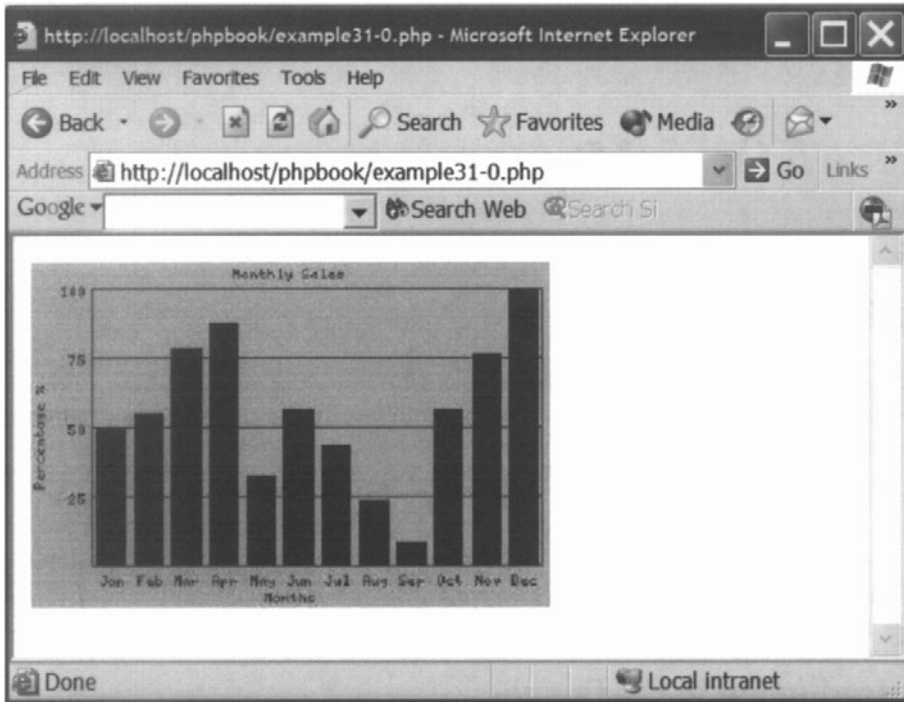 http://localhost/phpbook/example31-0.php - Microsoft Internet Explorer
File Edit View Favorites Tools Help
Back Search Favorites Media »
Address http://localhost/phpbook/example31-0.php Go Links »
Google Search Web Search Si
Monthly Sales
100
75
50
25
Percentage %
Jan Feb Mar Apr May Jun Jul Aug Sep Oct Nov Dec
Months
Done Local intranet